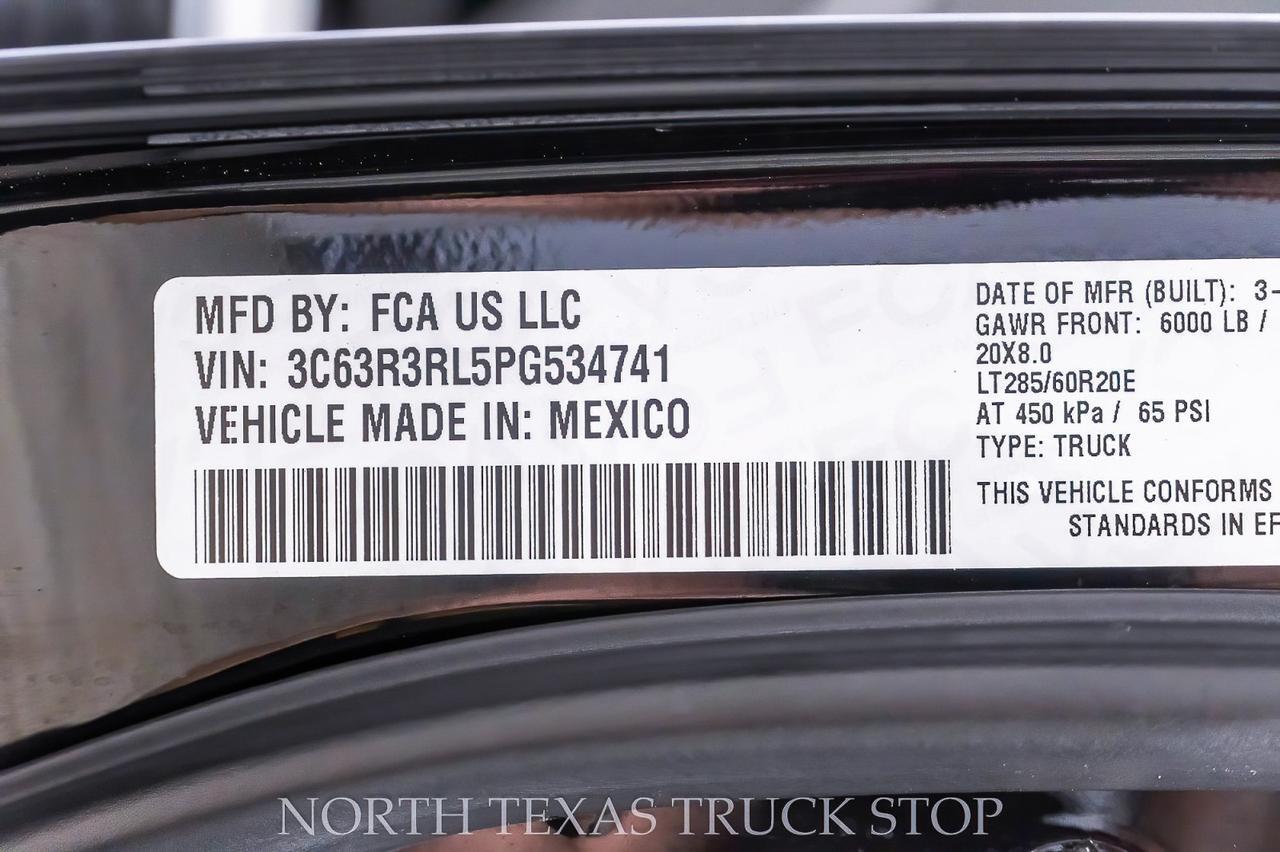 MFD BY: FCA US LLC
VIN: 3C63R3RL5PG534741
VEHICLE MADE IN: MEXICO
DATE OF MFR (BUILT): 3-
GAWR FRONT: 6000 LB /
20X8.0
LT285/60R20E
AT 450 kPa / 65 PSI
TYPE: TRUCK
THIS VEHICLE CONFORMS
STANDARDS IN EF
NORTH TEXAS TRUCK STOP